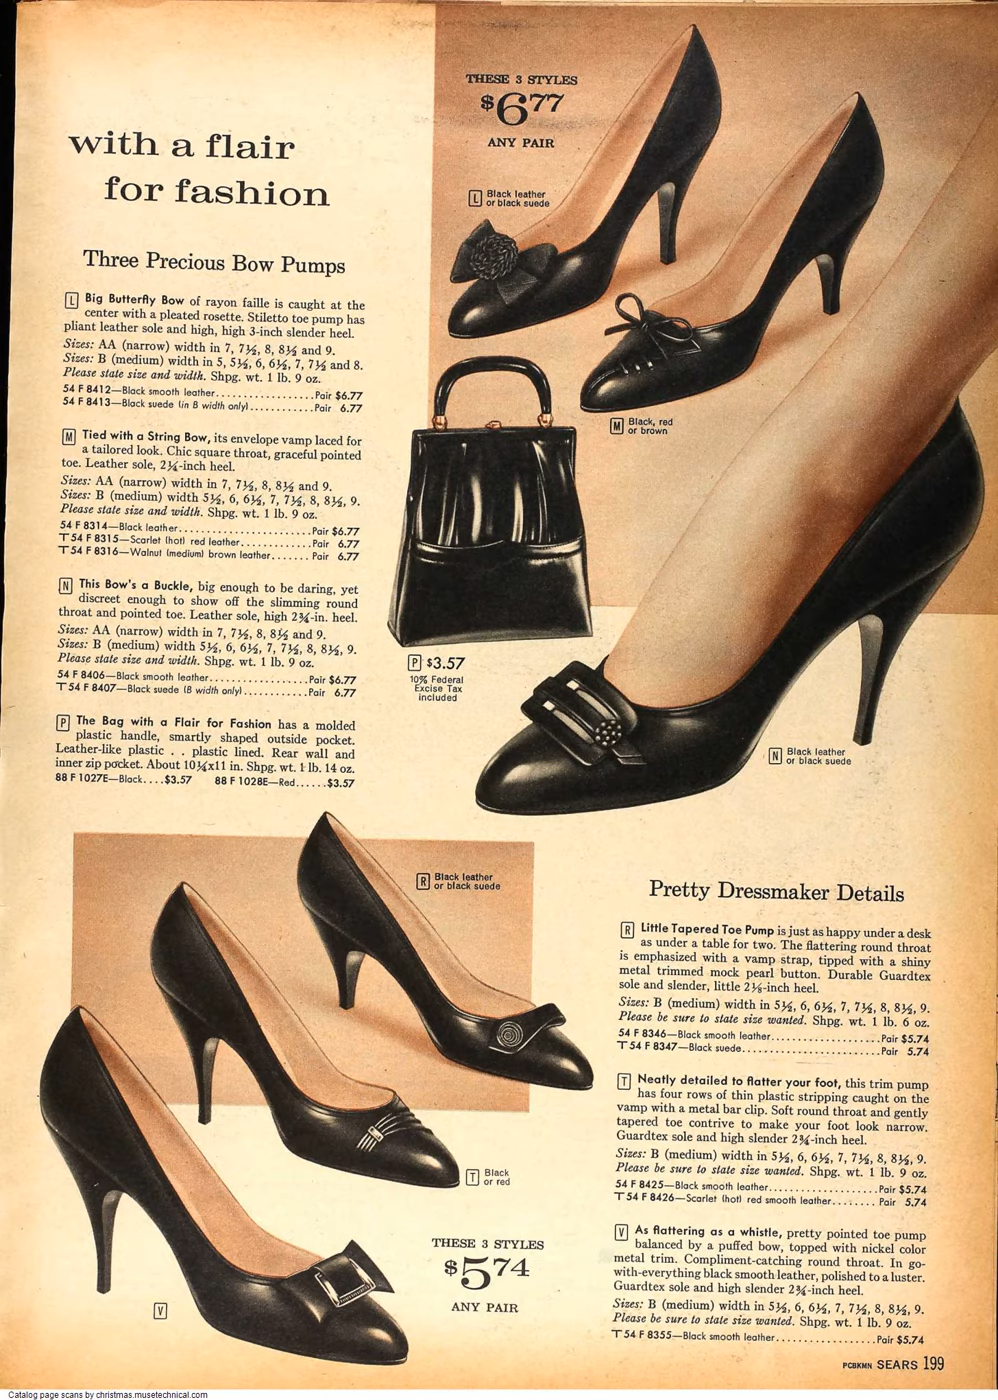 with a flair
for fashion
Three Precious Bow Pumps
L Big Butterfly Bow of rayon faille is caught at the
center with a pleated rosette. Stiletto toe pump has
pliant leather sole and high, high 3-inch slender heel.
Sizes: AA (narrow) width in 7, 7½, 8, 8½ and 9.
Sizes: B (medium) width in 5, 5½, 6, 6½, 7, 7½ and 8.
Please state size and width. Shpg. wt. 1 lb. 9 oz.
54 F 8412—Black smooth leather..................Pair $6.77
54 F 8413—Black suede (in B width only)............Pair 6.77
M Tied with a String Bow, its envelope vamp laced for
a tailored look. Chic square throat, graceful pointed
toe. Leather sole, 2¼-inch heel.
Sizes: AA (narrow) width in 7, 7½, 8, 8½ and 9.
Sizes: B (medium) width 5½, 6, 6½, 7, 7½, 8, 8½, 9.
Please state size and width. Shpg. wt. 1 lb. 9 oz.
54 F 8314—Black leather........................Pair $6.77
T54 F 8315—Scarlet (hot) red leather.............Pair 6.77
T54 F 8316—Walnut (medium) brown leather.......Pair 6.77
N This Bow's a Buckle, big enough to be daring, yet
discreet enough to show off the slimming round
throat and pointed toe. Leather sole, high 2¾-in. heel.
Sizes: AA (narrow) width in 7, 7½, 8, 8½ and 9.
Sizes: B (medium) width 5½, 6, 6½, 7, 7½, 8, 8½, 9.
Please state size and width. Shpg. wt. 1 lb. 9 oz.
54 F 8406—Black smooth leather..................Pair $6.77
T54 F 8407—Black suede (B width only)............Pair 6.77
P The Bag with a Flair for Fashion has a molded
plastic handle, smartly shaped outside pocket.
Leather-like plastic . . plastic lined. Rear wall and
inner zip pocket. About 10¼x11 in. Shpg. wt. 1 lb. 14 oz.
88 F 1027E—Black....$3.57 88 F 1028E—Red......$3.57
THESE 3 STYLES
$6.77
ANY PAIR
L Black leather
or black suede
M Black, red
or brown
P $3.57
10% Federal
Excise Tax
included
N Black leather
or black suede
R Black leather
or black suede
T Black
or red
V
THESE 3 STYLES
$5.74
ANY PAIR
Pretty Dressmaker Details
R Little Tapered Toe Pump is just as happy under a desk
as under a table for two. The flattering round throat
is emphasized with a vamp strap, tipped with a shiny
metal trimmed mock pearl button. Durable Guardtex
sole and slender, little 2⅛-inch heel.
Sizes: B (medium) width in 5½, 6, 6½, 7, 7½, 8, 8½, 9.
Please be sure to state size wanted. Shpg. wt. 1 lb. 6 oz.
54 F 8346—Black smooth leather....................Pair $5.74
T54 F 8347—Black suede..........................Pair 5.74
T Neatly detailed to flatter your foot, this trim pump
has four rows of thin plastic stripping caught on the
vamp with a metal bar clip. Soft round throat and gently
tapered toe contrive to make your foot look narrow.
Guardtex sole and high slender 2¾-inch heel.
Sizes: B (medium) width in 5½, 6, 6½, 7, 7½, 8, 8½, 9.
Please be sure to state size wanted. Shpg. wt. 1 lb. 9 oz.
54 F 8425—Black smooth leather....................Pair $5.74
T54 F 8426—Scarlet (hot) red smooth leather........Pair 5.74
V As flattering as a whistle, pretty pointed toe pump
balanced by a puffed bow, topped with nickel color
metal trim. Compliment-catching round throat. In go-
with-everything black smooth leather, polished to a luster.
Guardtex sole and high slender 2¾-inch heel.
Sizes: B (medium) width in 5½, 6, 6½, 7, 7½, 8, 8½, 9.
Please be sure to state size wanted. Shpg. wt. 1 lb. 9 oz.
T54 F 8355—Black smooth leather...................Pair $5.74
PCBKMN SEARS 199
Catalog page scans by christmas.musetechnical.com